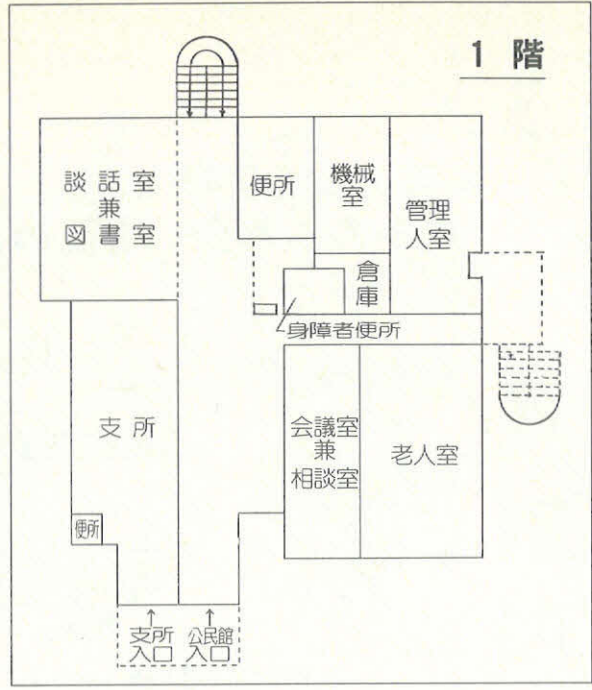 1 階
談 話 室
兼
図 書 室
便所
機械
室
管理
人室
倉
庫
身障者便所
支 所
会議室
兼
相談室
老人室
便所
支所
入口
公民館
入口